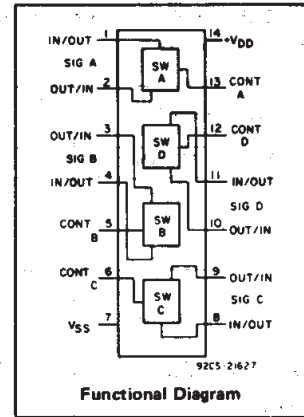 IN/OUT 1
SIG A
OUT/IN 2
OUT/IN 3
SIG B
IN/OUT 4
CONT B 5
CONT C 6
VSS 7
SW A
SW D
SW B
SW C
14 +VDD
13 CONT A
12 CONT D
11 IN/OUT
SIG D
10 OUT/IN
9 OUT/IN
SIG C
8 IN/OUT
92CS-21627
Functional Diagram